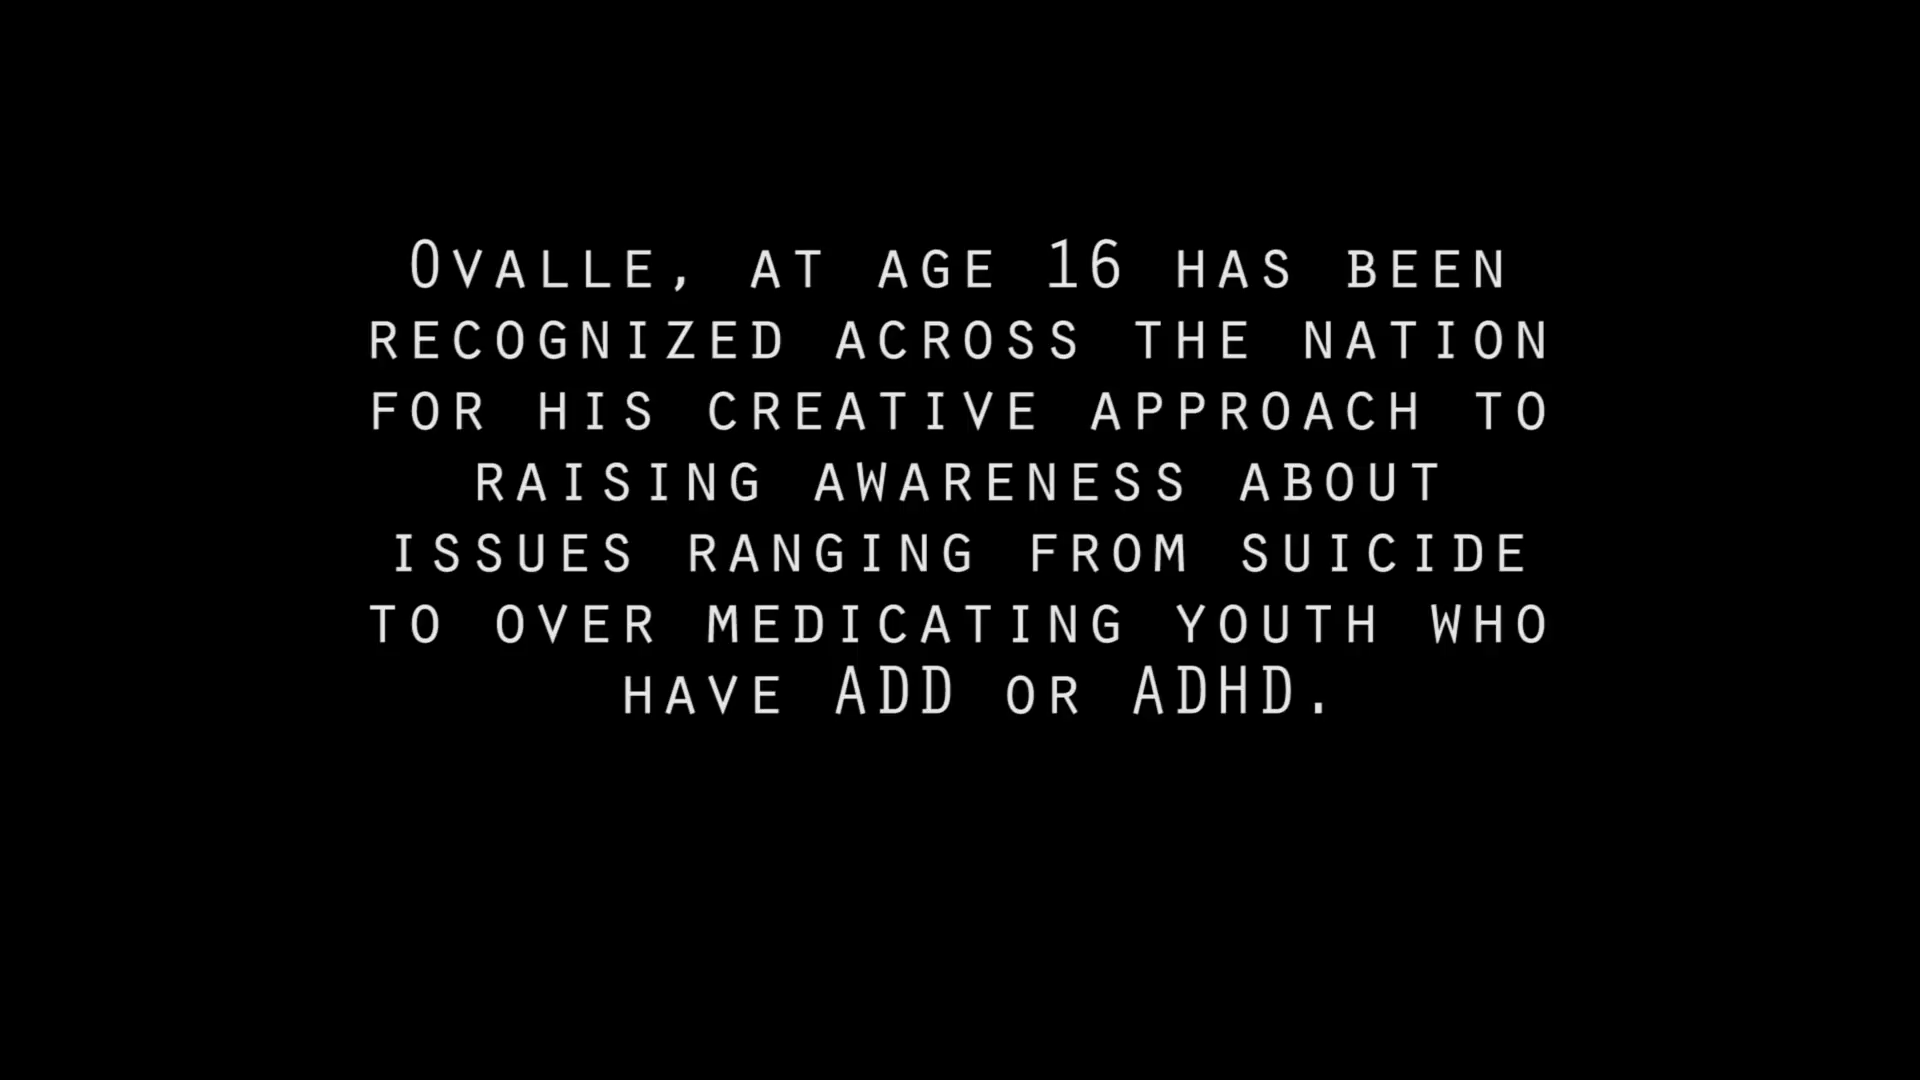 Ovalle, at age 16 has been
recognized across the nation
for his creative approach to
raising awareness about
issues ranging from suicide
to over medicating youth who
have ADD or ADHD.